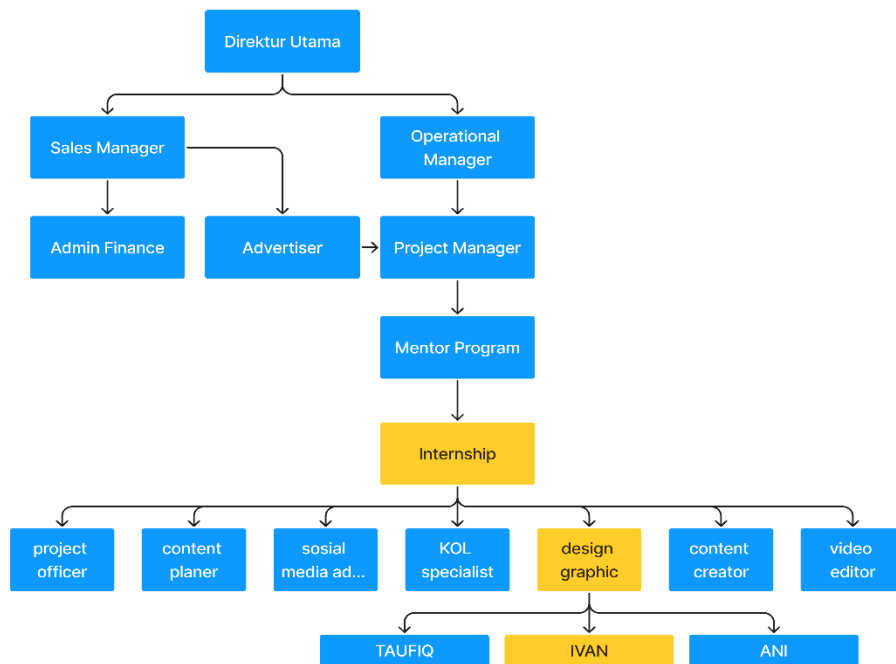 Direktur Utama
Sales Manager
Operational
Manager
Admin Finance
Advertiser
Project Manager
Mentor Program
Internship
project
officer
content
planer
sosial
media ad...
KOL
specialist
design
graphic
content
creator
video
editor
TAUFIQ
IVAN
ANI